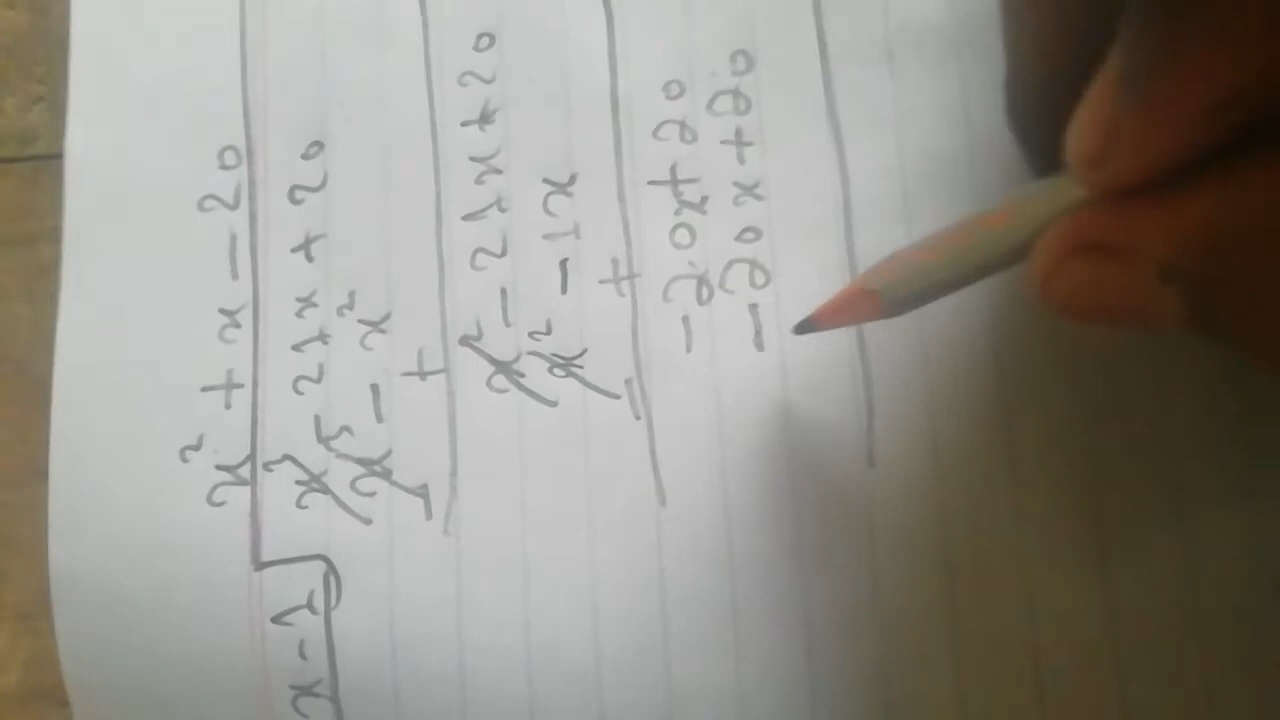 x² + x - 20
x - 1 x³ - 21x + 20
x³ - x²
- +
x² - 21x + 20
x² - 1x
- +
-20x + 20
-20x + 20